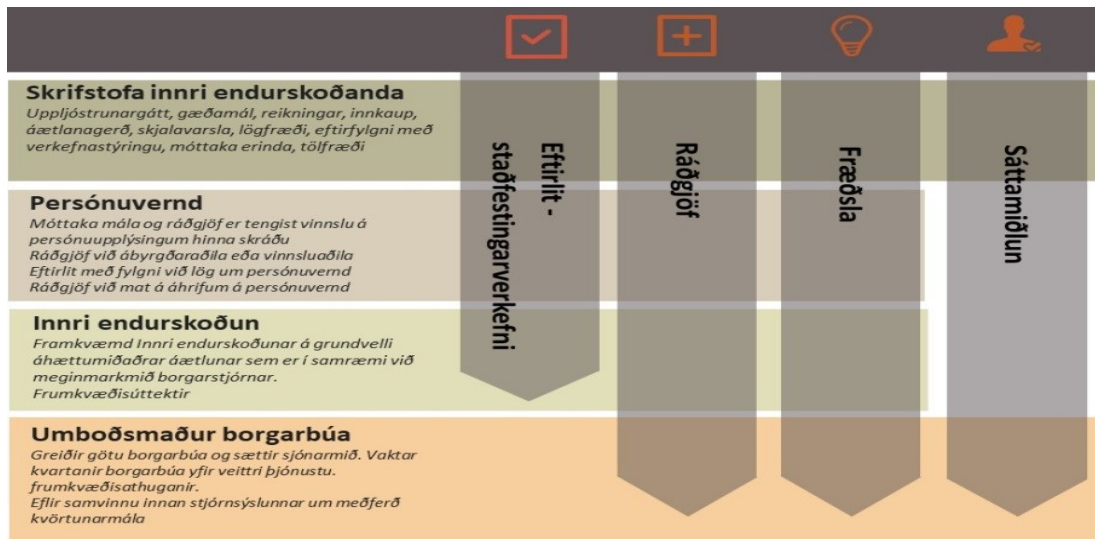 Skrifstofa innri endurskoðanda
Uppljóstrunargátt, gæðamál, reikningar, innkaup,
áætlanagerð, skjalavarsla, lögfræði, eftirfylgni með
verkefnastýringu, móttaka erinda, tölfræði
Persónuvernd
Móttaka mála og ráðgjöf er tengist vinnslu á
persónuupplýsingum hinna skráðu
Ráðgjöf við ábyrgðaraðila eða vinnsluaðila
Eftirlit með fylgni við lög um persónuvernd
Ráðgjöf við mat á áhrifum á persónuvernd
Innri endurskoðun
Framkvæmd Innri endurskoðunar á grundvelli
áhættumiðaðrar áætlunar sem er í samræmi við
meginmarkmið borgarstjórnar.
Frumkvæðisúttektir
Umboðsmaður borgarbúa
Greiðir götu borgarbúa og sættir sjónarmið. Vaktar
kvartanir borgarbúa yfir veittri þjónustu.
frumkvæðisathuganir.
Eflir samvinnu innan stjórnsýslunnar um meðferð
kvörtunarmála
Eftirlit -
staðfestingarverkefni
Ráðgjöf
Fræðsla
Sáttamiðlun